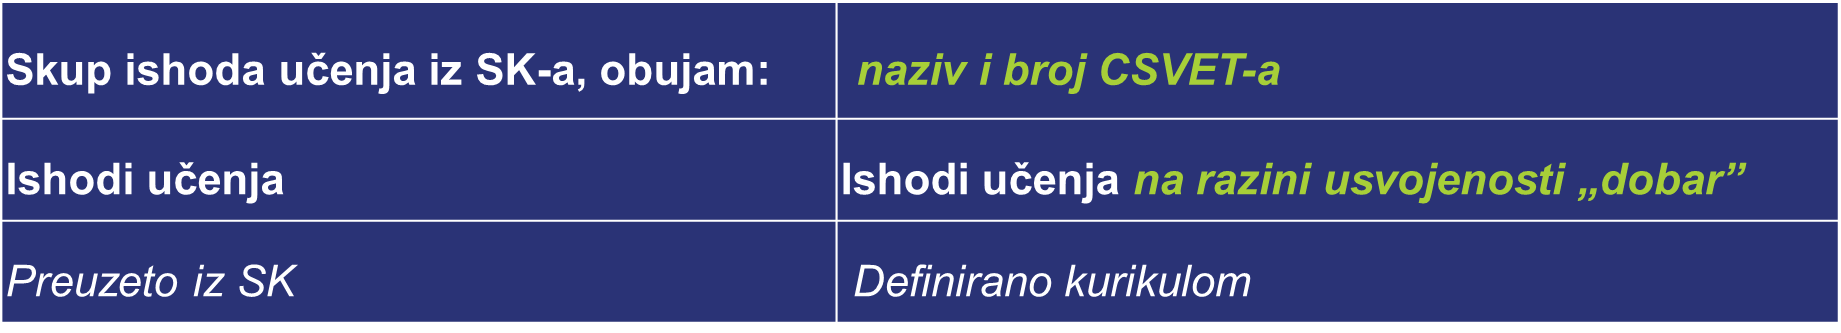 Skup ishoda učenja iz SK-a, obujam: naziv i broj CSVET-a
Ishodi učenja Ishodi učenja na razini usvojenosti „dobar”
Preuzeto iz SK Definirano kurikulom